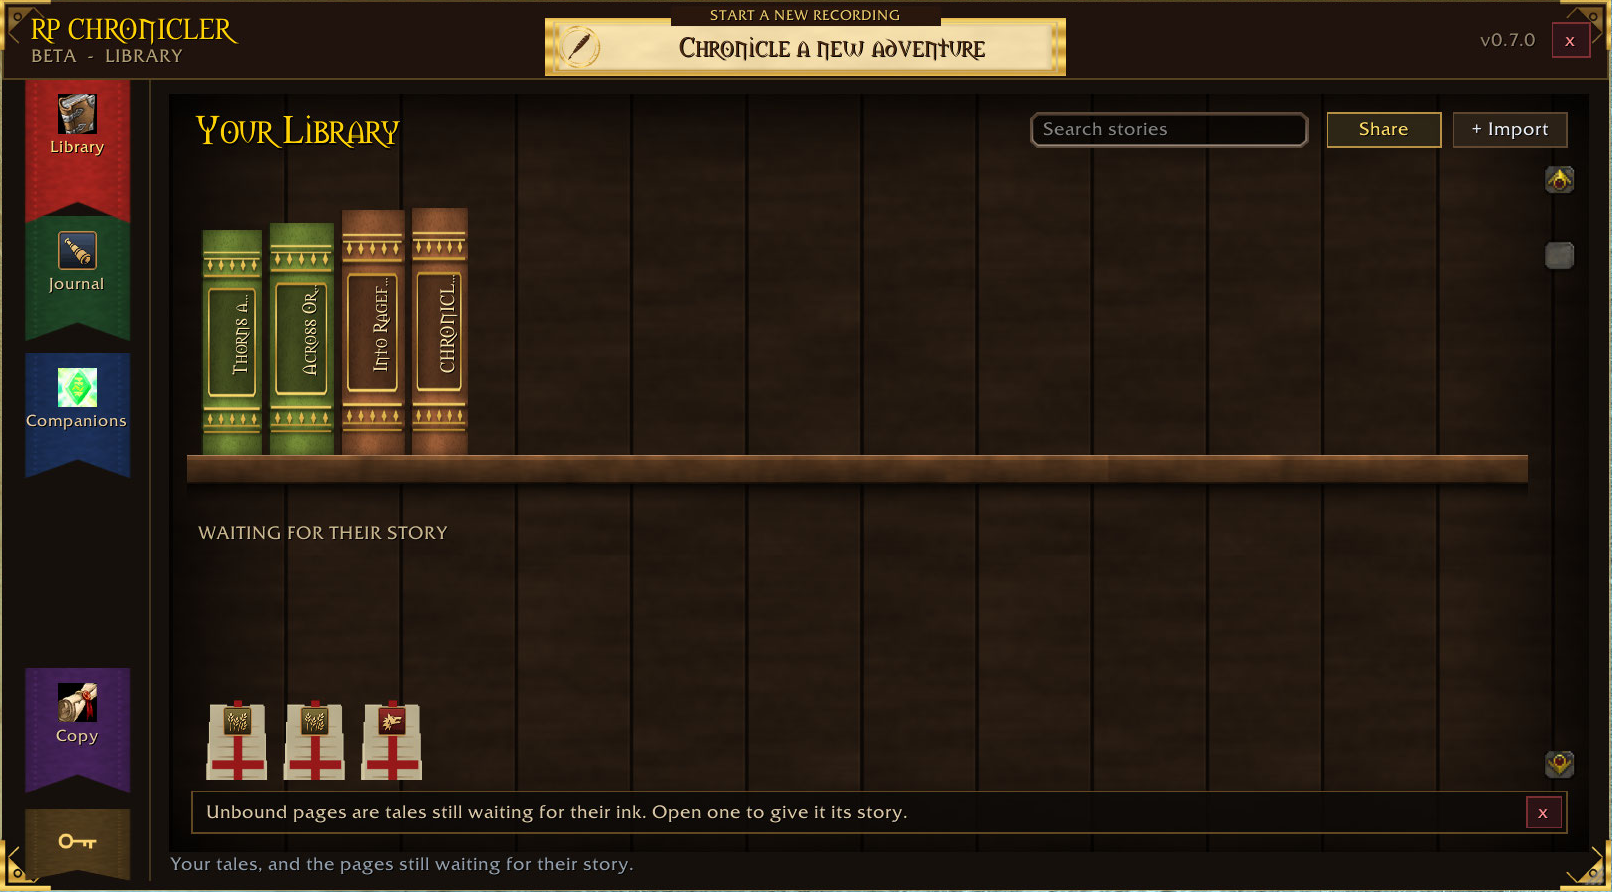 START A NEW RECORDING
RP CHRONICLER
Chronicle a new adventure
v0.7.0
x
BETA - LIBRARY
Library
Your Library
Search stories
Share
+ Import
Journal
Thorns a...
Across Or...
Into Ragef...
CHRONICL...
Companions
WAITING FOR THEIR STORY
Copy
Unbound pages are tales still waiting for their ink. Open one to give it its story.
x
Your tales, and the pages still waiting for their story.